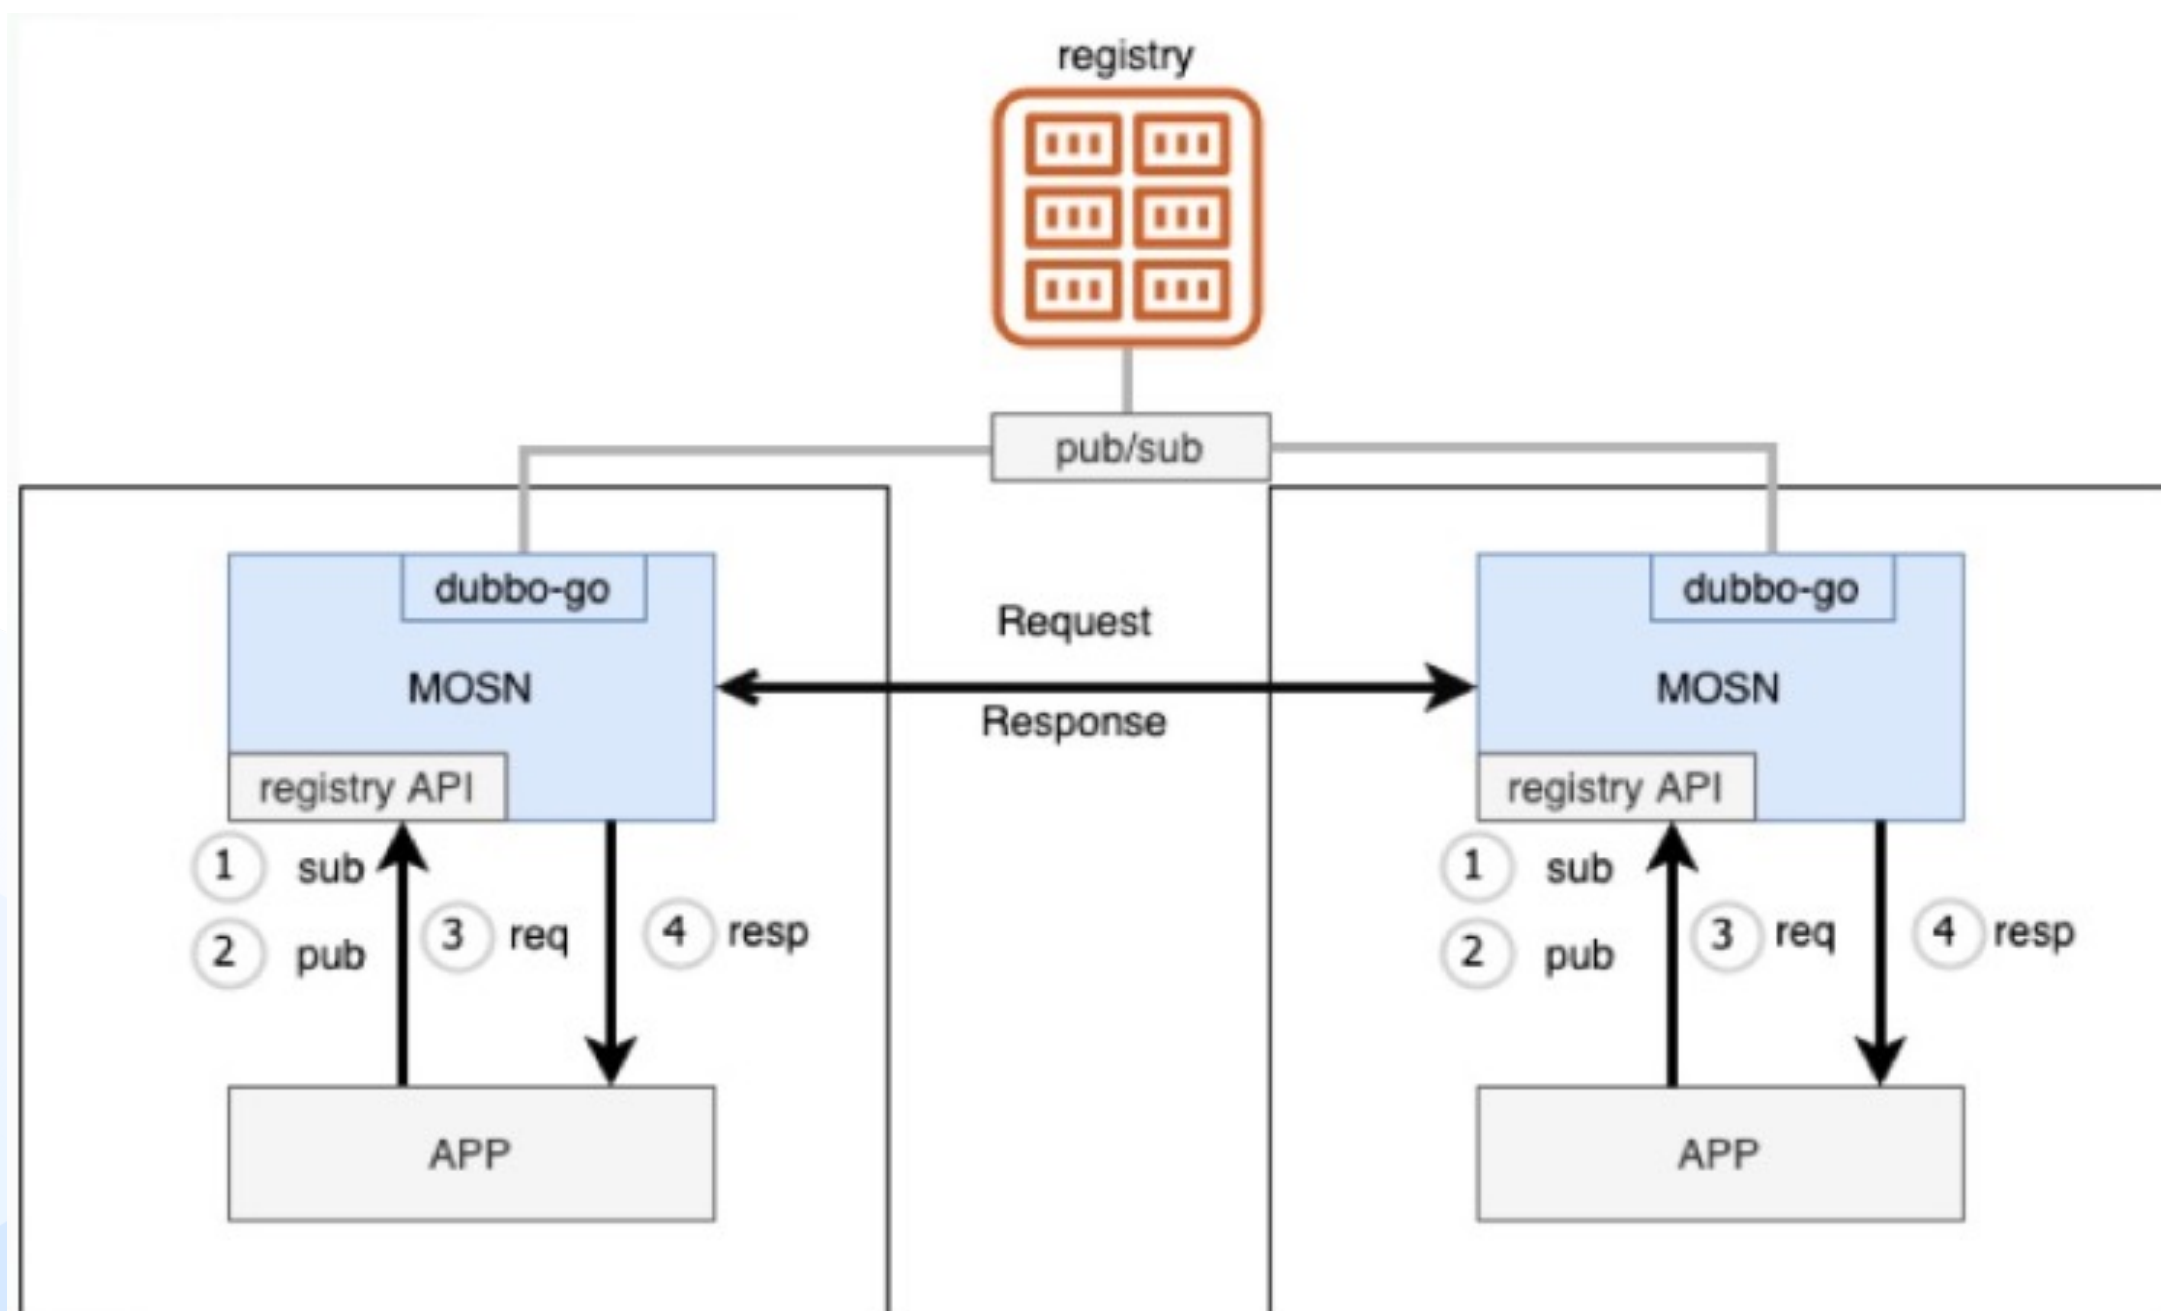 registry
pub/sub
dubbo-go
MOSN
registry API
1 sub
2 pub
3 req
4 resp
APP
Request
Response
dubbo-go
MOSN
registry API
1 sub
2 pub
3 req
4 resp
APP